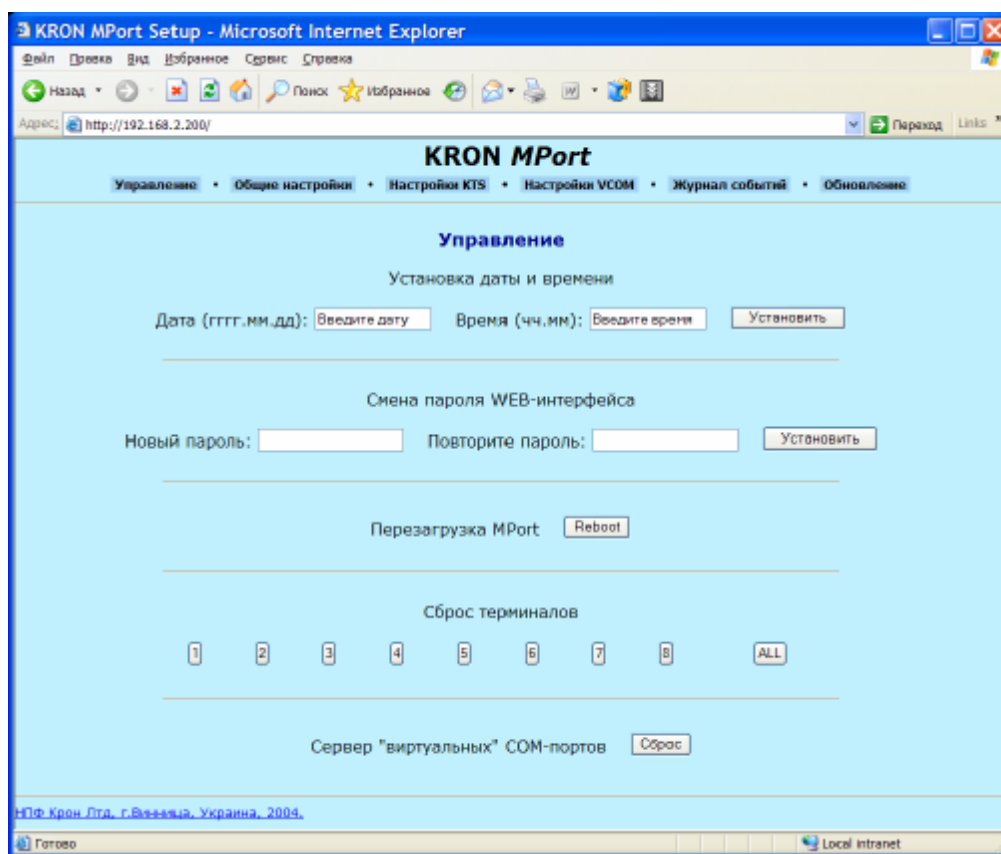 KRON MPort Setup - Microsoft Internet Explorer
Файл Правка Вид Избранное Сервис Справка
Назад Поиск Избранное
Адрес: http://192.168.2.200/ Переход Links »
KRON MPort
Управление • Общие настройки • Настройки KTS • Настройки VCOM • Журнал событий • Обновление
Управление
Установка даты и времени
Дата (гггг.мм.дд): Введите дату Время (чч.мм): Введите время Установить
Смена пароля WEB-интерфейса
Новый пароль: Повторите пароль: Установить
Перезагрузка MPort Reboot
Сброс терминалов
1 2 3 4 5 6 7 8 ALL
Сервер "виртуальных" COM-портов Сброс
НПФ Крон Лтд, г.Винница, Украина, 2004.
Готово Local intranet